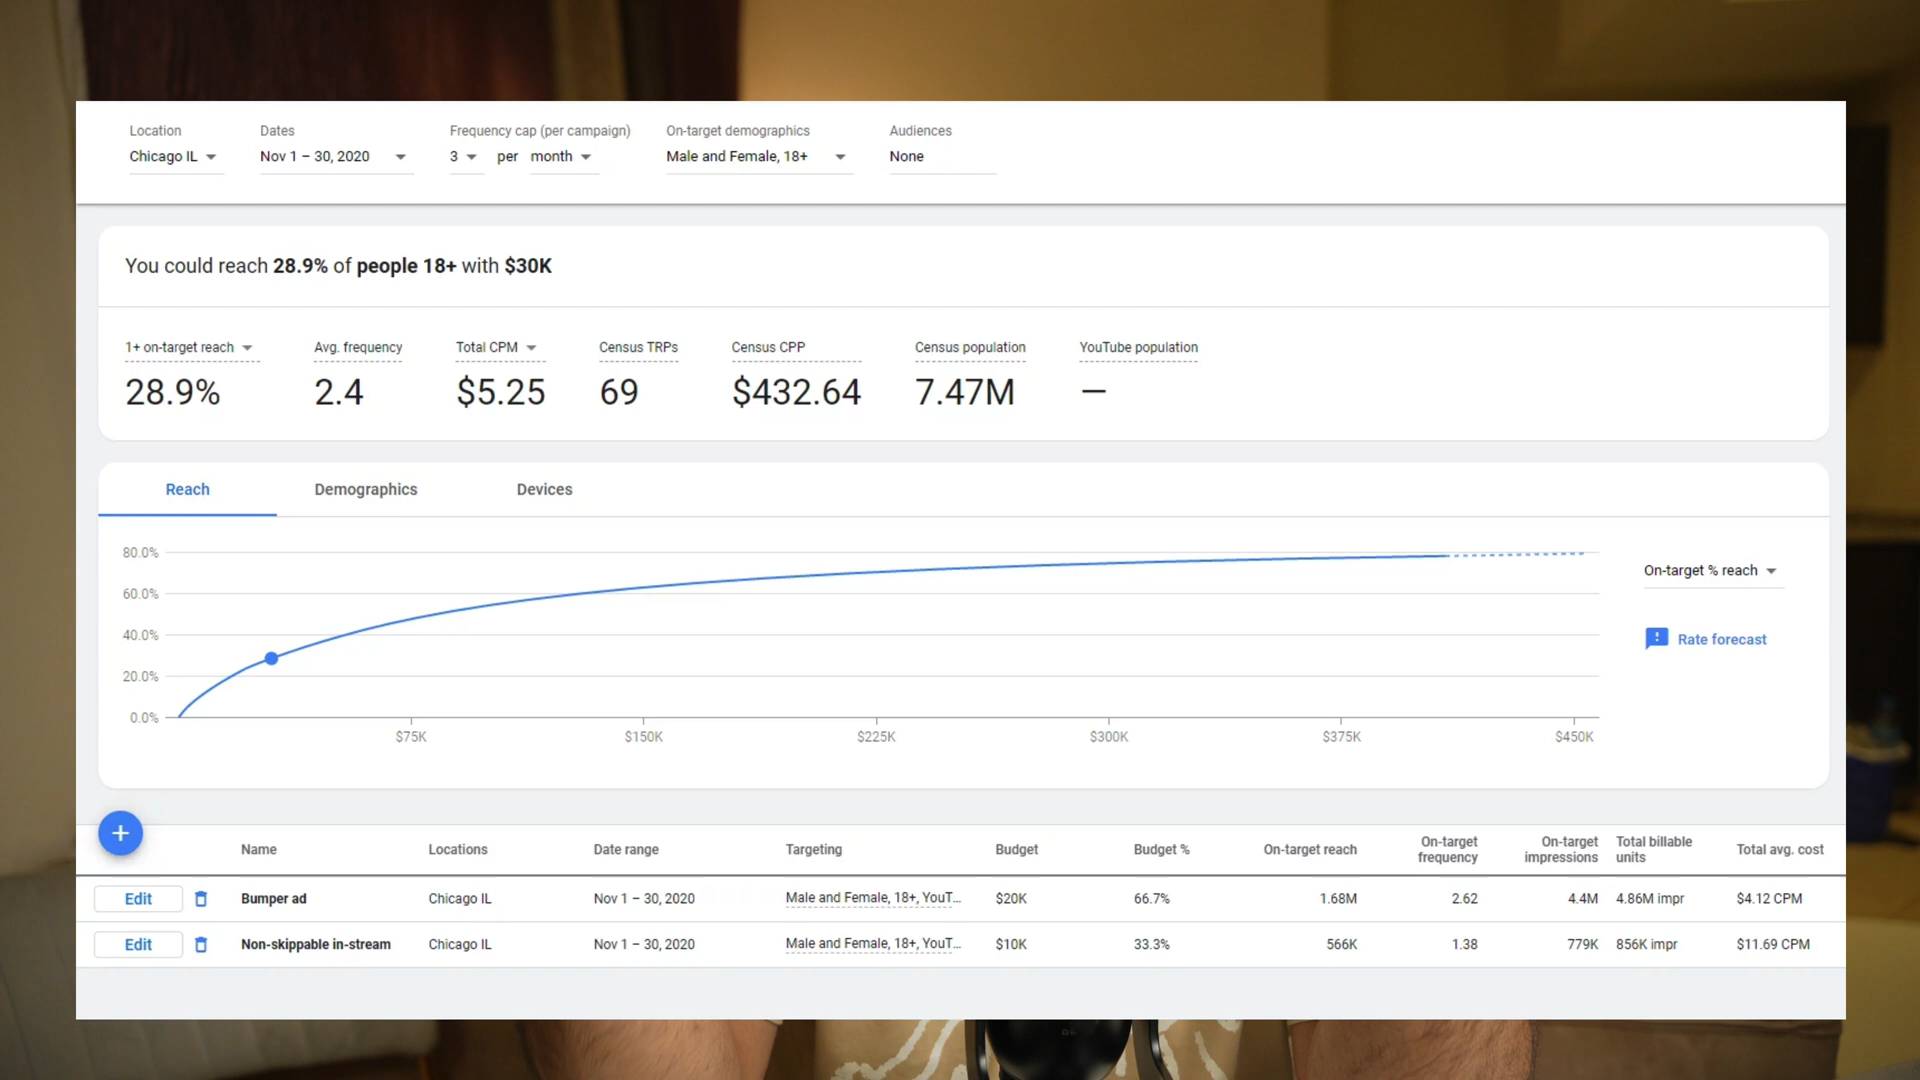 Location Dates Frequency cap (per campaign) On-target demographics Audiences
Chicago IL Nov 1 – 30, 2020 3 per month Male and Female, 18+ None
You could reach 28.9% of people 18+ with $30K
1+ on-target reach Avg. frequency Total CPM Census TRPs Census CPP Census population YouTube population
28.9% 2.4 $5.25 69 $432.64 7.47M —
Reach Demographics Devices
80.0%
60.0%
40.0%
20.0%
0.0%
$75K $150K $225K $300K $375K $450K
On-target % reach
Rate forecast
Name Locations Date range Targeting Budget Budget % On-target reach On-target frequency On-target impressions Total billable units Total avg. cost
Edit Bumper ad Chicago IL Nov 1 – 30, 2020 Male and Female, 18+, YouT... $20K 66.7% 1.68M 2.62 4.4M 4.86M impr $4.12 CPM
Edit Non-skippable in-stream Chicago IL Nov 1 – 30, 2020 Male and Female, 18+, YouT... $10K 33.3% 566K 1.38 779K 856K impr $11.69 CPM